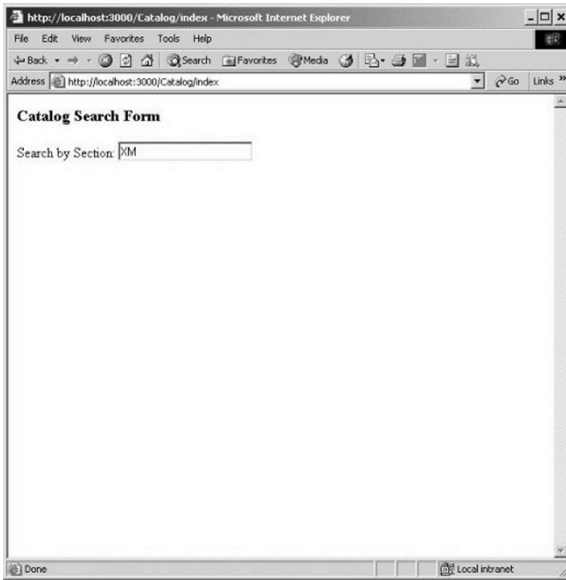 http://localhost:3000/Catalog/index - Microsoft Internet Explorer
File Edit View Favorites Tools Help
Back Search Favorites Media
Address http://localhost:3000/Catalog/index Go Links »
Catalog Search Form
Search by Section: XM
Done Local intranet